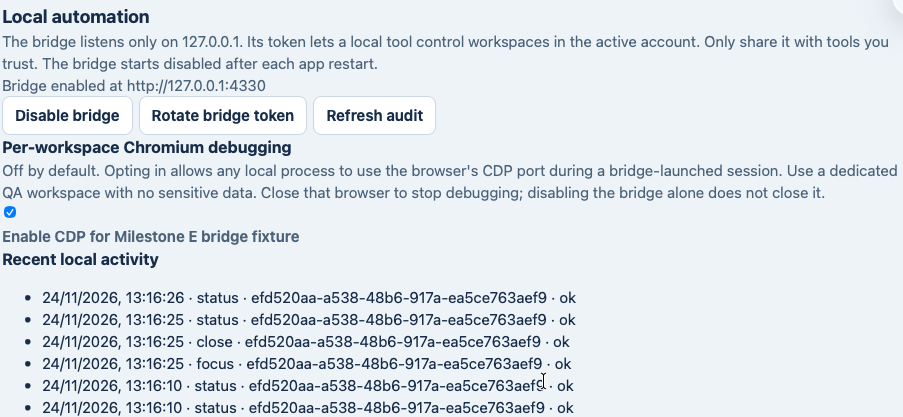 Local automation
The bridge listens only on 127.0.0.1. Its token lets a local tool control workspaces in the active account. Only share it with tools you
trust. The bridge starts disabled after each app restart.
Bridge enabled at http://127.0.0.1:4330
Disable bridge Rotate bridge token Refresh audit
Per-workspace Chromium debugging
Off by default. Opting in allows any local process to use the browser's CDP port during a bridge-launched session. Use a dedicated
QA workspace with no sensitive data. Close that browser to stop debugging; disabling the bridge alone does not close it.
Enable CDP for Milestone E bridge fixture
Recent local activity
• 24/11/2026, 13:16:26 · status · efd520aa-a538-48b6-917a-ea5ce763aef9 · ok
• 24/11/2026, 13:16:25 · status · efd520aa-a538-48b6-917a-ea5ce763aef9 · ok
• 24/11/2026, 13:16:25 · close · efd520aa-a538-48b6-917a-ea5ce763aef9 · ok
• 24/11/2026, 13:16:25 · focus · efd520aa-a538-48b6-917a-ea5ce763aef9 · ok
• 24/11/2026, 13:16:10 · status · efd520aa-a538-48b6-917a-ea5ce763aef9 · ok
• 24/11/2026, 13:16:10 · status · efd520aa-a538-48b6-917a-ea5ce763aef9 · ok